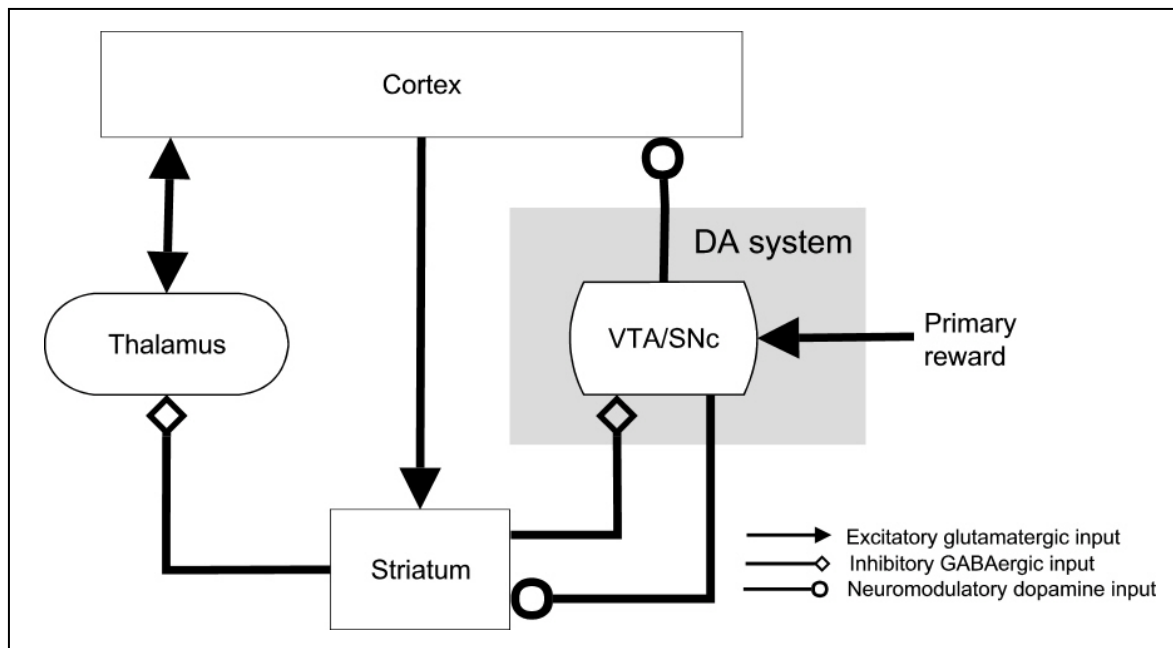 Cortex
DA system
Thalamus
VTA/SNc
Primary
reward
Striatum
Excitatory glutamatergic input
Inhibitory GABAergic input
Neuromodulatory dopamine input